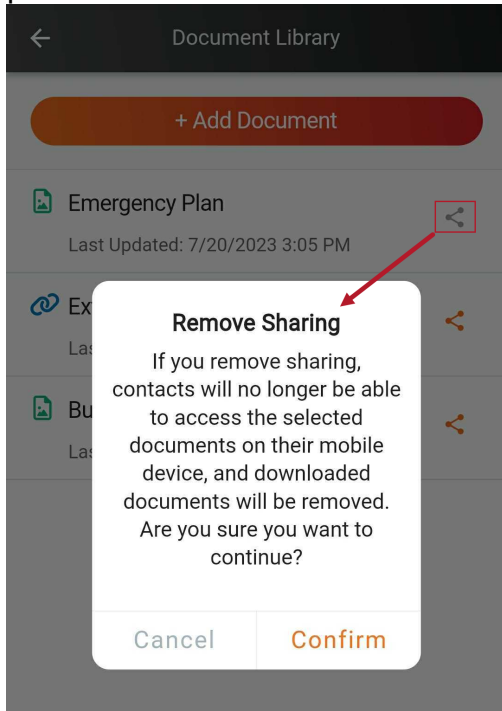 Document Library
+ Add Document
Emergency Plan
Last Updated: 7/20/2023 3:05 PM
Remove Sharing
If you remove sharing,
contacts will no longer be able
to access the selected
documents on their mobile
device, and downloaded
documents will be removed.
Are you sure you want to
continue?
Cancel
Confirm